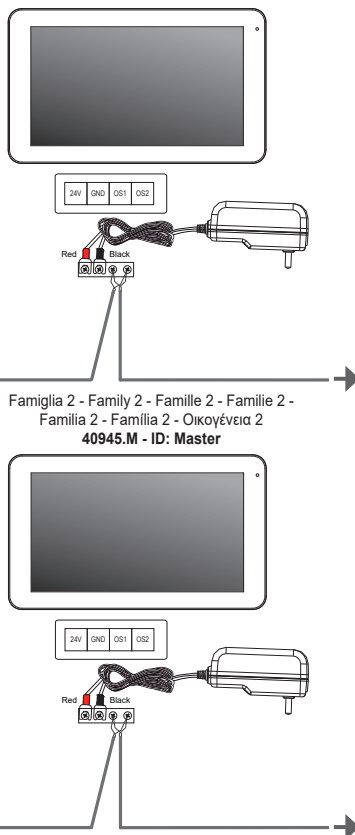 24V GND OS1 OS2
Red Black
Famiglia 2 - Family 2 - Famille 2 - Familie 2 -
Familia 2 - Família 2 - Οικογένεια 2
40945.M - ID: Master
24V GND OS1 OS2
Red Black